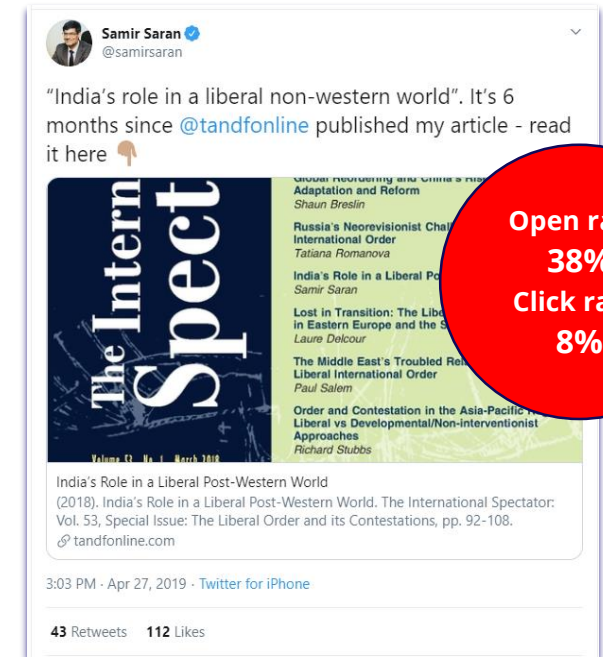 Samir Saran
@samirsaran
“India’s role in a liberal non-western world”. It’s 6
months since @tandfonline published my article - read
it here
The Intern
Spect
Volume 53 No 1 March 2018
Global Reordering and China's
Adaptation and Reform
Shaun Breslin
Russia's Neorevisionist
International Order
Tatiana Romanova
India's Role in a Liberal
Samir Saran
Lost in Transition: The
in Eastern Europe and the
Laure Delcour
The Middle East's Troubled
Liberal International Order
Paul Salem
Order and Contestation in the Asia-Pacific
Liberal vs Developmental/Non-interventionist
Approaches
Richard Stubbs
Open
38%
Click
8%
India’s Role in a Liberal Post-Western World
(2018). India’s Role in a Liberal Post-Western World. The International Spectator:
Vol. 53, Special Issue: The Liberal Order and its Contestations, pp. 92-108.
tandfonline.com
3:03 PM · Apr 27, 2019 · Twitter for iPhone
43 Retweets 112 Likes